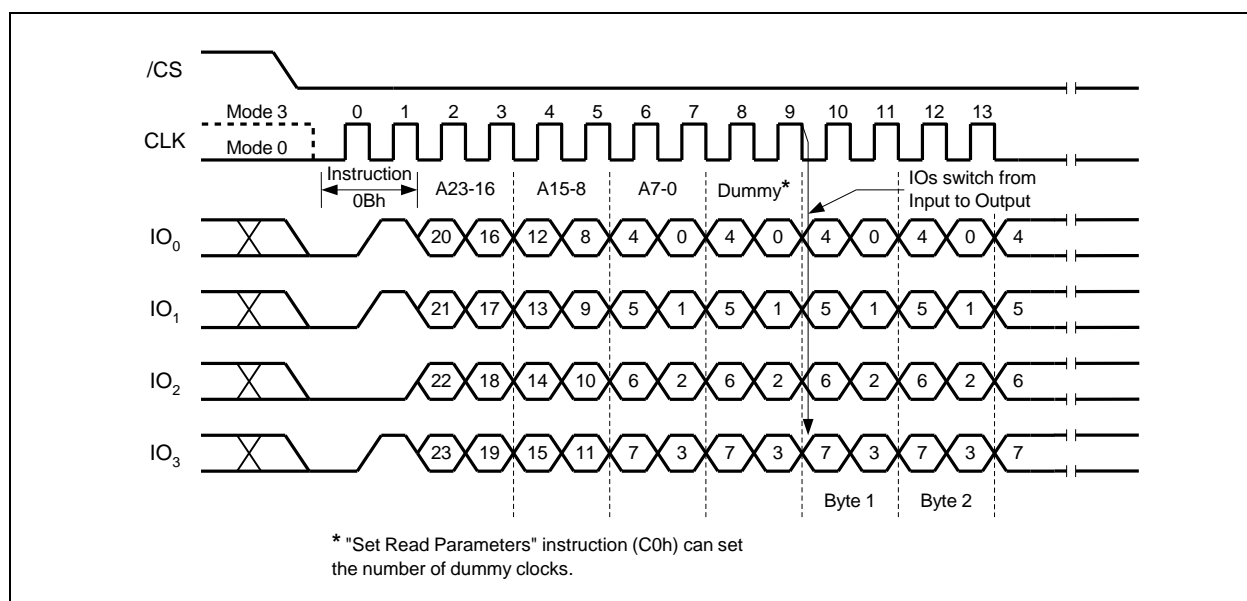 /CS
Mode 3 0 1 2 3 4 5 6 7 8 9 10 11 12 13
CLK Mode 0
Instruction
0Bh A23-16 A15-8 A7-0 Dummy* IOs switch from
Input to Output
IO0 20 16 12 8 4 0 4 0 4 0 4 0 4
IO1 21 17 13 9 5 1 5 1 5 1 5 1 5
IO2 22 18 14 10 6 2 6 2 6 2 6 2 6
IO3 23 19 15 11 7 3 7 3 7 3 7 3 7
Byte 1 Byte 2
* "Set Read Parameters" instruction (C0h) can set
the number of dummy clocks.